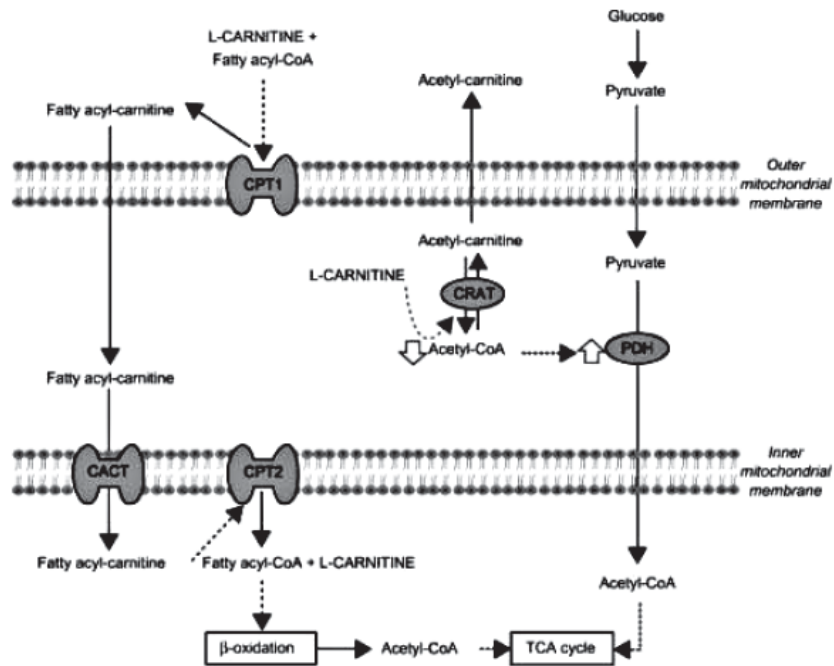 Glucose
L-CARNITINE +
Fatty acyl-CoA
Acetyl-carnitine
Pyruvate
Fatty acyl-carnitine
CPT1
Outer
mitochondrial
membrane
Acetyl-carnitine
Pyruvate
L-CARNITINE
CRAT
Acetyl-CoA
PDH
Fatty acyl-carnitine
CACT
CPT2
Inner
mitochondrial
membrane
Fatty acyl-carnitine
Fatty acyl-CoA + L-CARNITINE
Acetyl-CoA
β-oxidation
Acetyl-CoA
TCA cycle